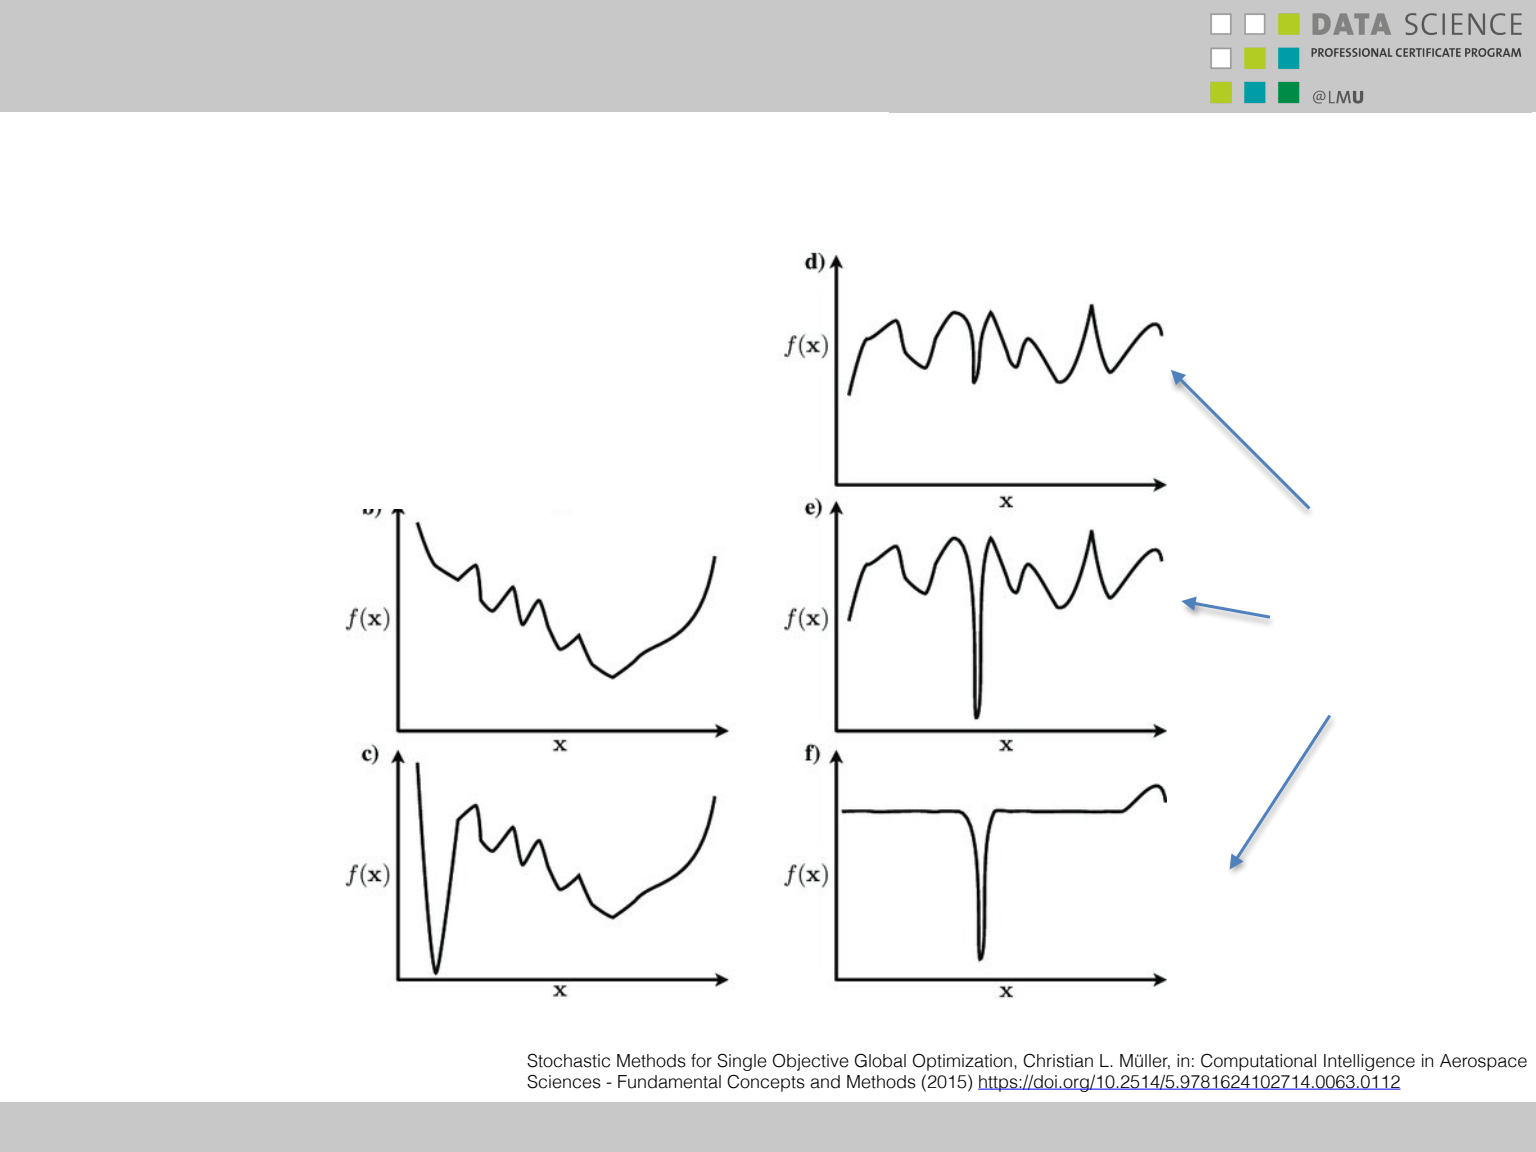 DATA SCIENCE
PROFESSIONAL CERTIFICATE PROGRAM
@LMU
d)
f(x)
x
b)
f(x)
x
e)
f(x)
x
c)
f(x)
x
f)
f(x)
x
Stochastic Methods for Single Objective Global Optimization, Christian L. Müller, in: Computational Intelligence in Aerospace
Sciences - Fundamental Concepts and Methods (2015) https://doi.org/10.2514/5.9781624102714.0063.0112